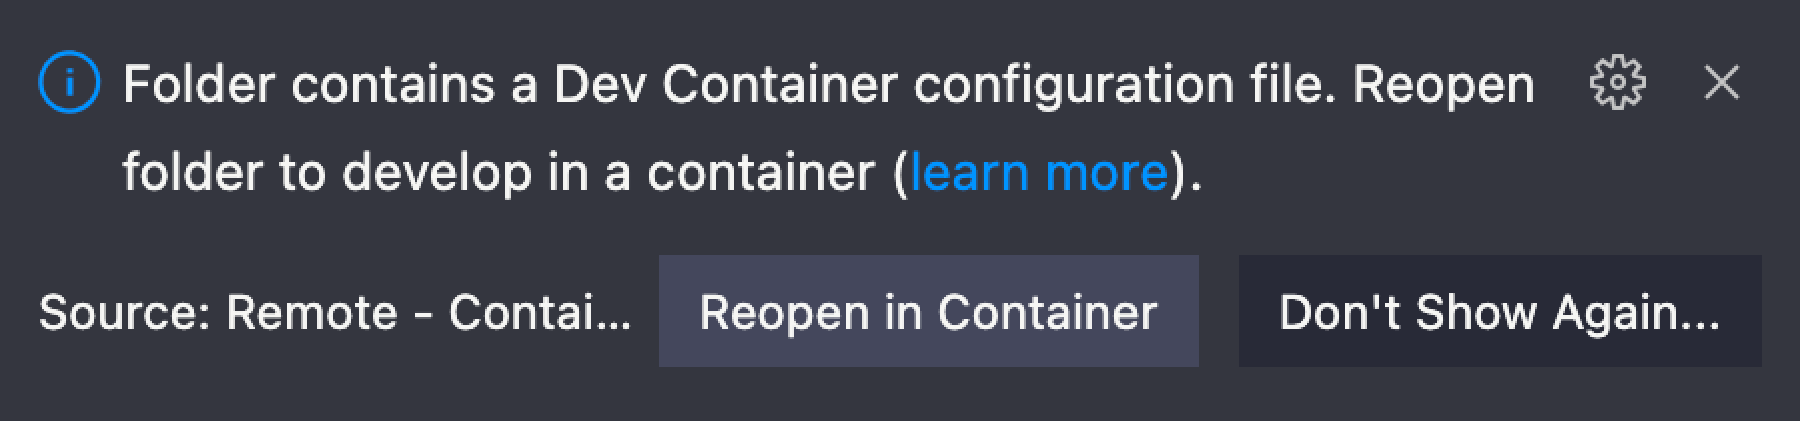 Folder contains a Dev Container configuration file. Reopen
folder to develop in a container (learn more).
Source: Remote - Contai... Reopen in Container Don't Show Again...